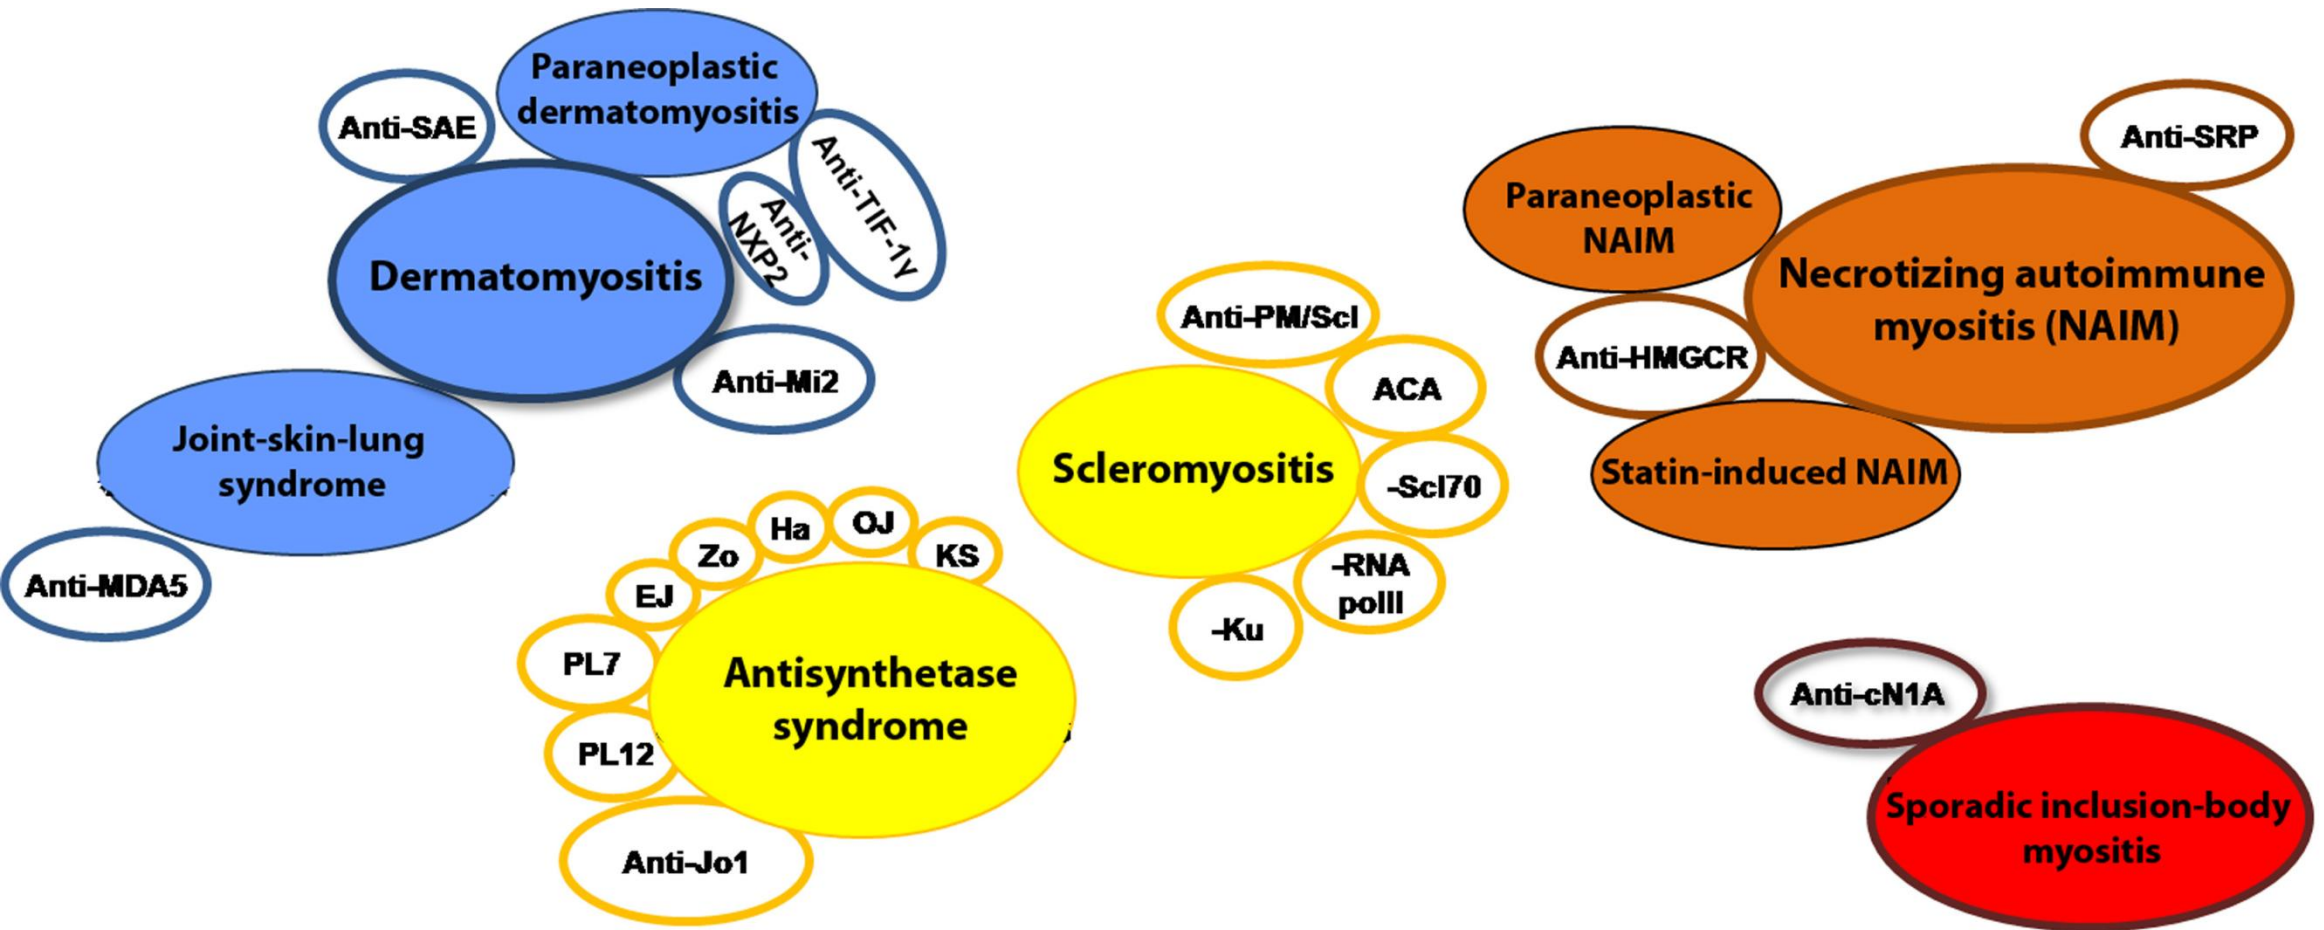 Paraneoplastic
dermatomyositis
Anti-SAE
Anti-TIF-1γ
Anti-
NXP2
Dermatomyositis
Anti-Mi2
Joint-skin-lung
syndrome
Anti-MDA5
Zo
Ha
OJ
KS
EJ
PL7
PL12
Antisynthetase
syndrome
Anti-Jo1
Anti-PM/Scl
ACA
Scleromyositis
-Scl70
-RNA
polII
-Ku
Anti-SRP
Paraneoplastic
NAIM
Necrotizing autoimmune
myositis (NAIM)
Anti-HMGCR
Statin-induced NAIM
Anti-cN1A
Sporadic inclusion-body
myositis